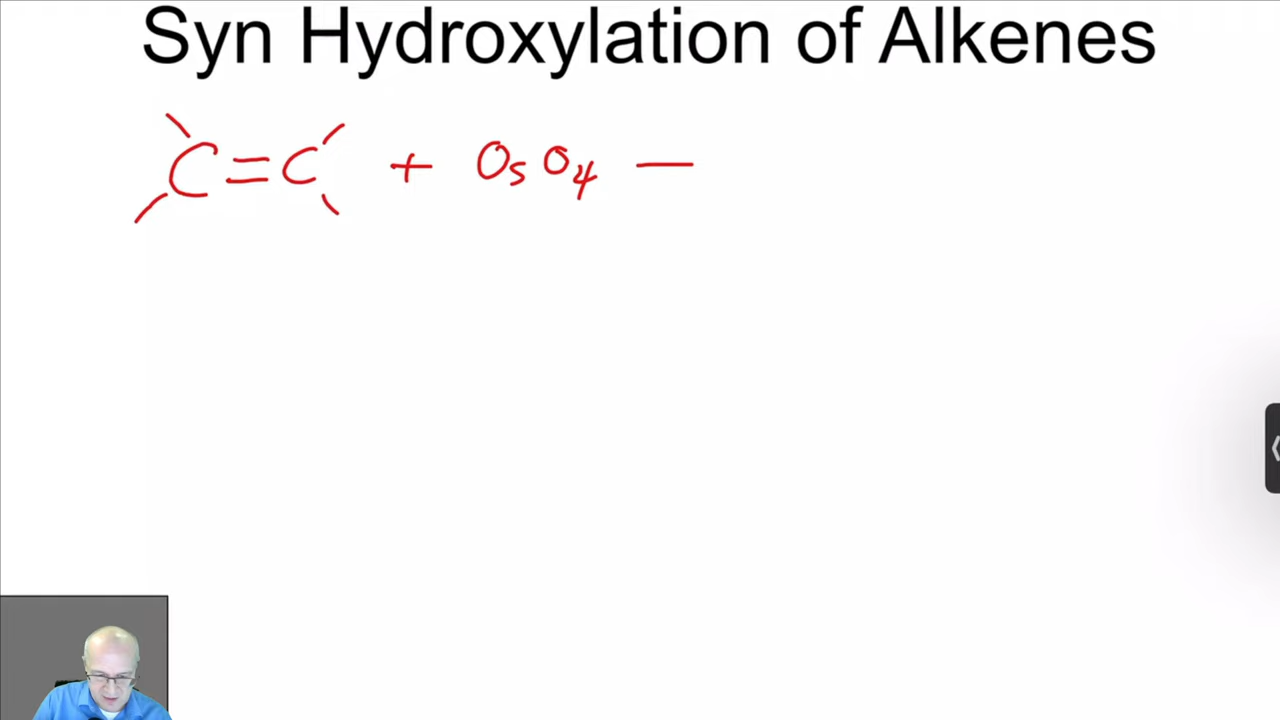 Syn Hydroxylation of Alkenes
C=C + OsO4 —